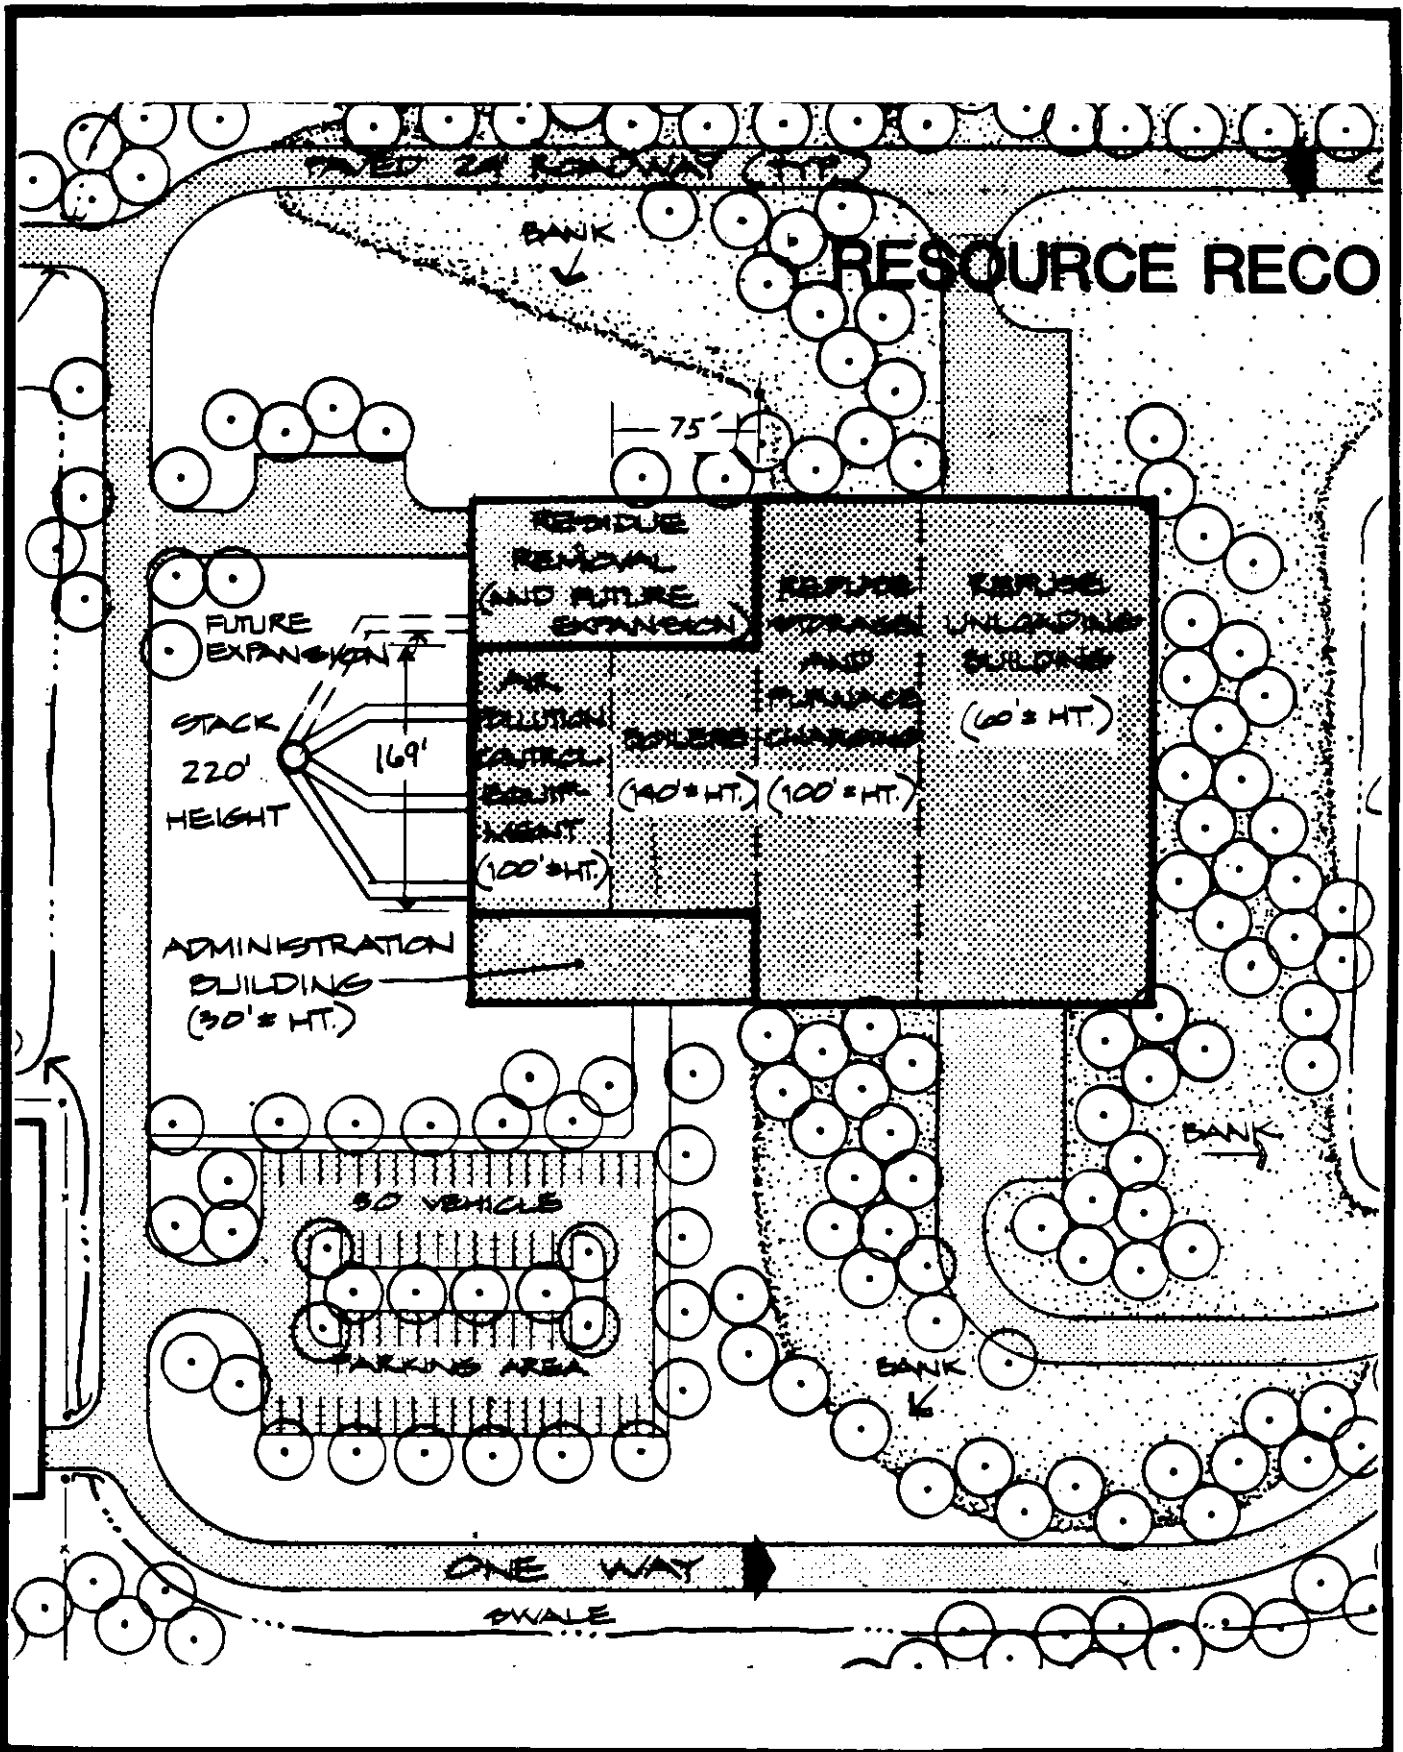 PAVED 24' ROADWAY (TYP)
BANK
RESOURCE RECO
75'
RESIDUE
REMOVAL
(AND FUTURE
EXPANSION)
REFUSE
STORAGE
AND
FURNACE
CHARGING
(100'± HT.)
REFUSE
UNLOADING
BUILDING
(60'± HT.)
FUTURE
EXPANSION
AIR
POLLUTION
CONTROL
EQUIP-
MENT
(100'± HT.)
BOILERS
(140'± HT.)
STACK
220'
HEIGHT
169'
ADMINISTRATION
BUILDING
(30'± HT.)
BANK
50 VEHICLE
PARKING AREA
BANK
ONE WAY
SWALE